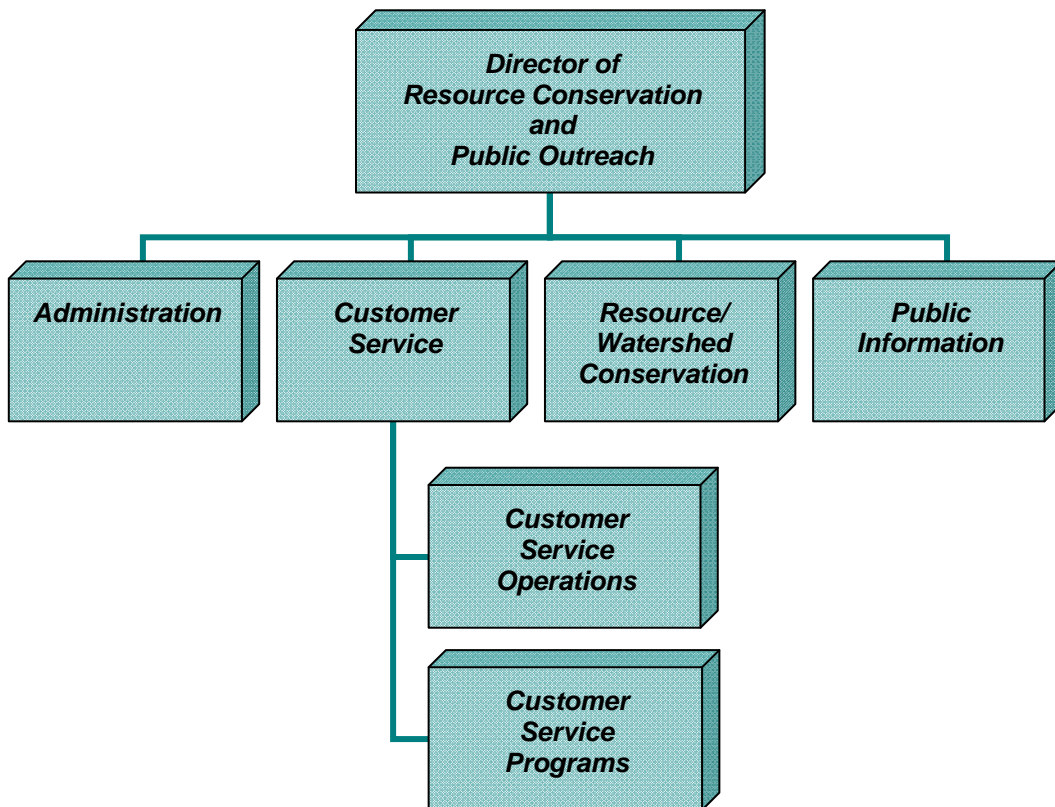 Director of
Resource Conservation
and
Public Outreach
Administration
Customer
Service
Resource/
Watershed
Conservation
Public
Information
Customer
Service
Operations
Customer
Service
Programs